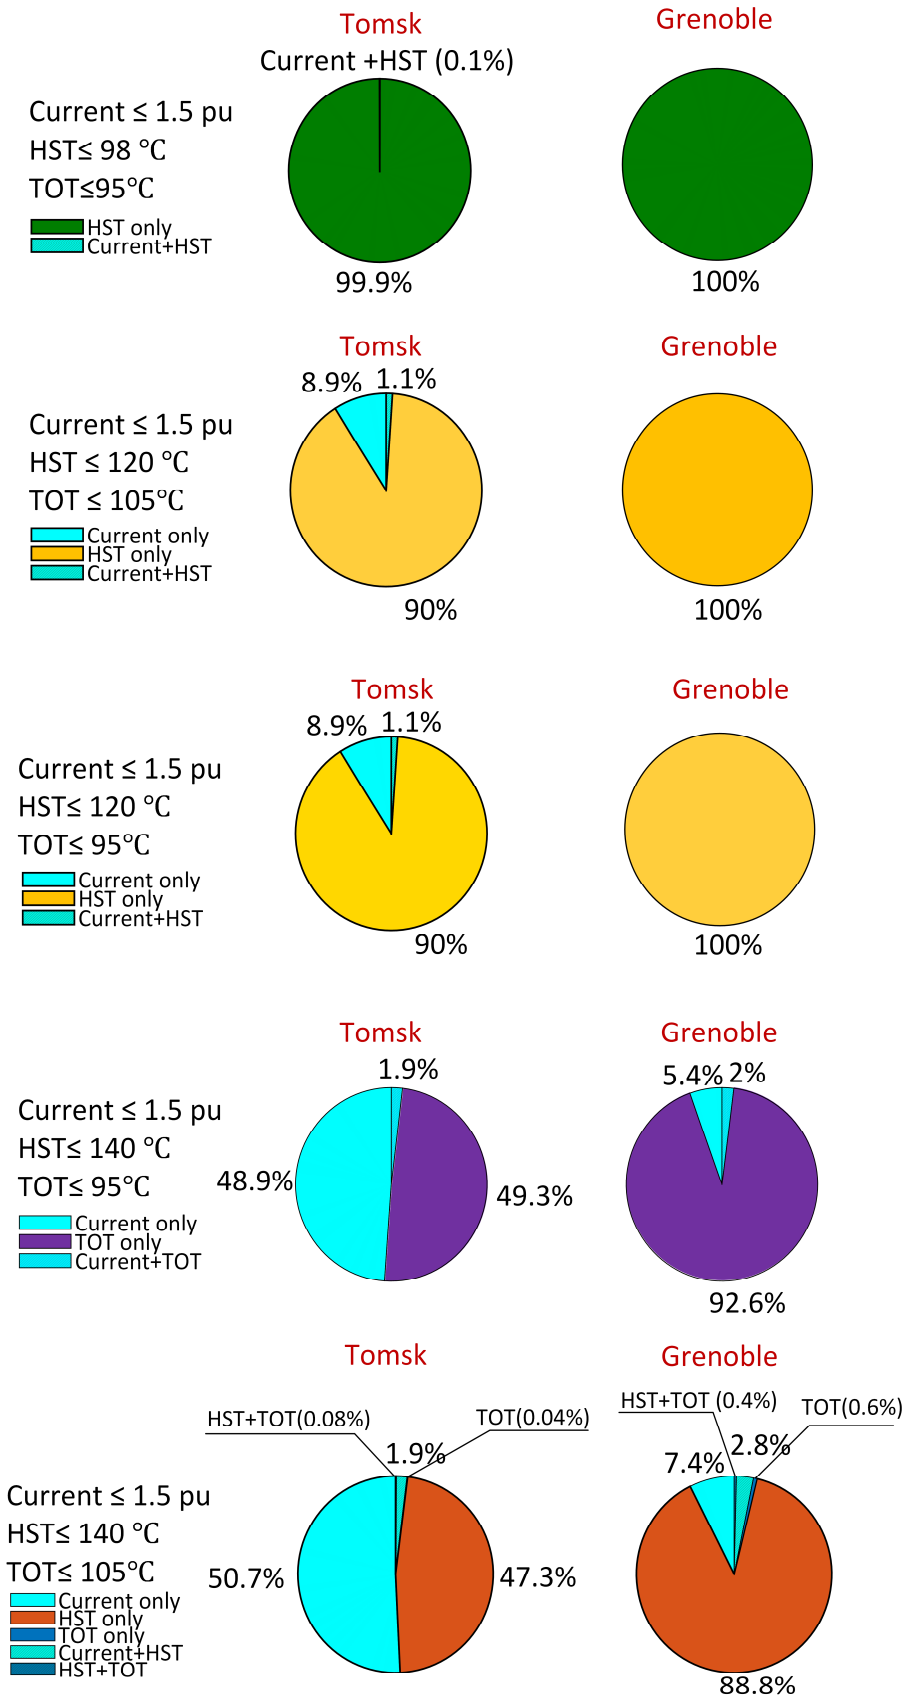 Tomsk
Grenoble
Current +HST (0.1%)
Current ≤ 1.5 pu
HST≤ 98 °C
TOT≤95°C
HST only
Current+HST
99.9%
100%
Tomsk
Grenoble
8.9%
1.1%
Current ≤ 1.5 pu
HST ≤ 120 °C
TOT ≤ 105°C
Current only
HST only
Current+HST
90%
100%
Tomsk
Grenoble
8.9%
1.1%
Current ≤ 1.5 pu
HST≤ 120 °C
TOT≤ 95°C
Current only
HST only
Current+HST
90%
100%
Tomsk
Grenoble
1.9%
5.4%
2%
Current ≤ 1.5 pu
HST≤ 140 °C
TOT≤ 95°C
48.9%
49.3%
Current only
TOT only
Current+TOT
92.6%
Tomsk
Grenoble
HST+TOT(0.08%)
TOT(0.04%)
1.9%
HST+TOT (0.4%)
TOT(0.6%)
2.8%
7.4%
Current ≤ 1.5 pu
HST≤ 140 °C
TOT≤ 105°C
50.7%
47.3%
Current only
HST only
TOT only
Current+HST
HST+TOT
88.8%